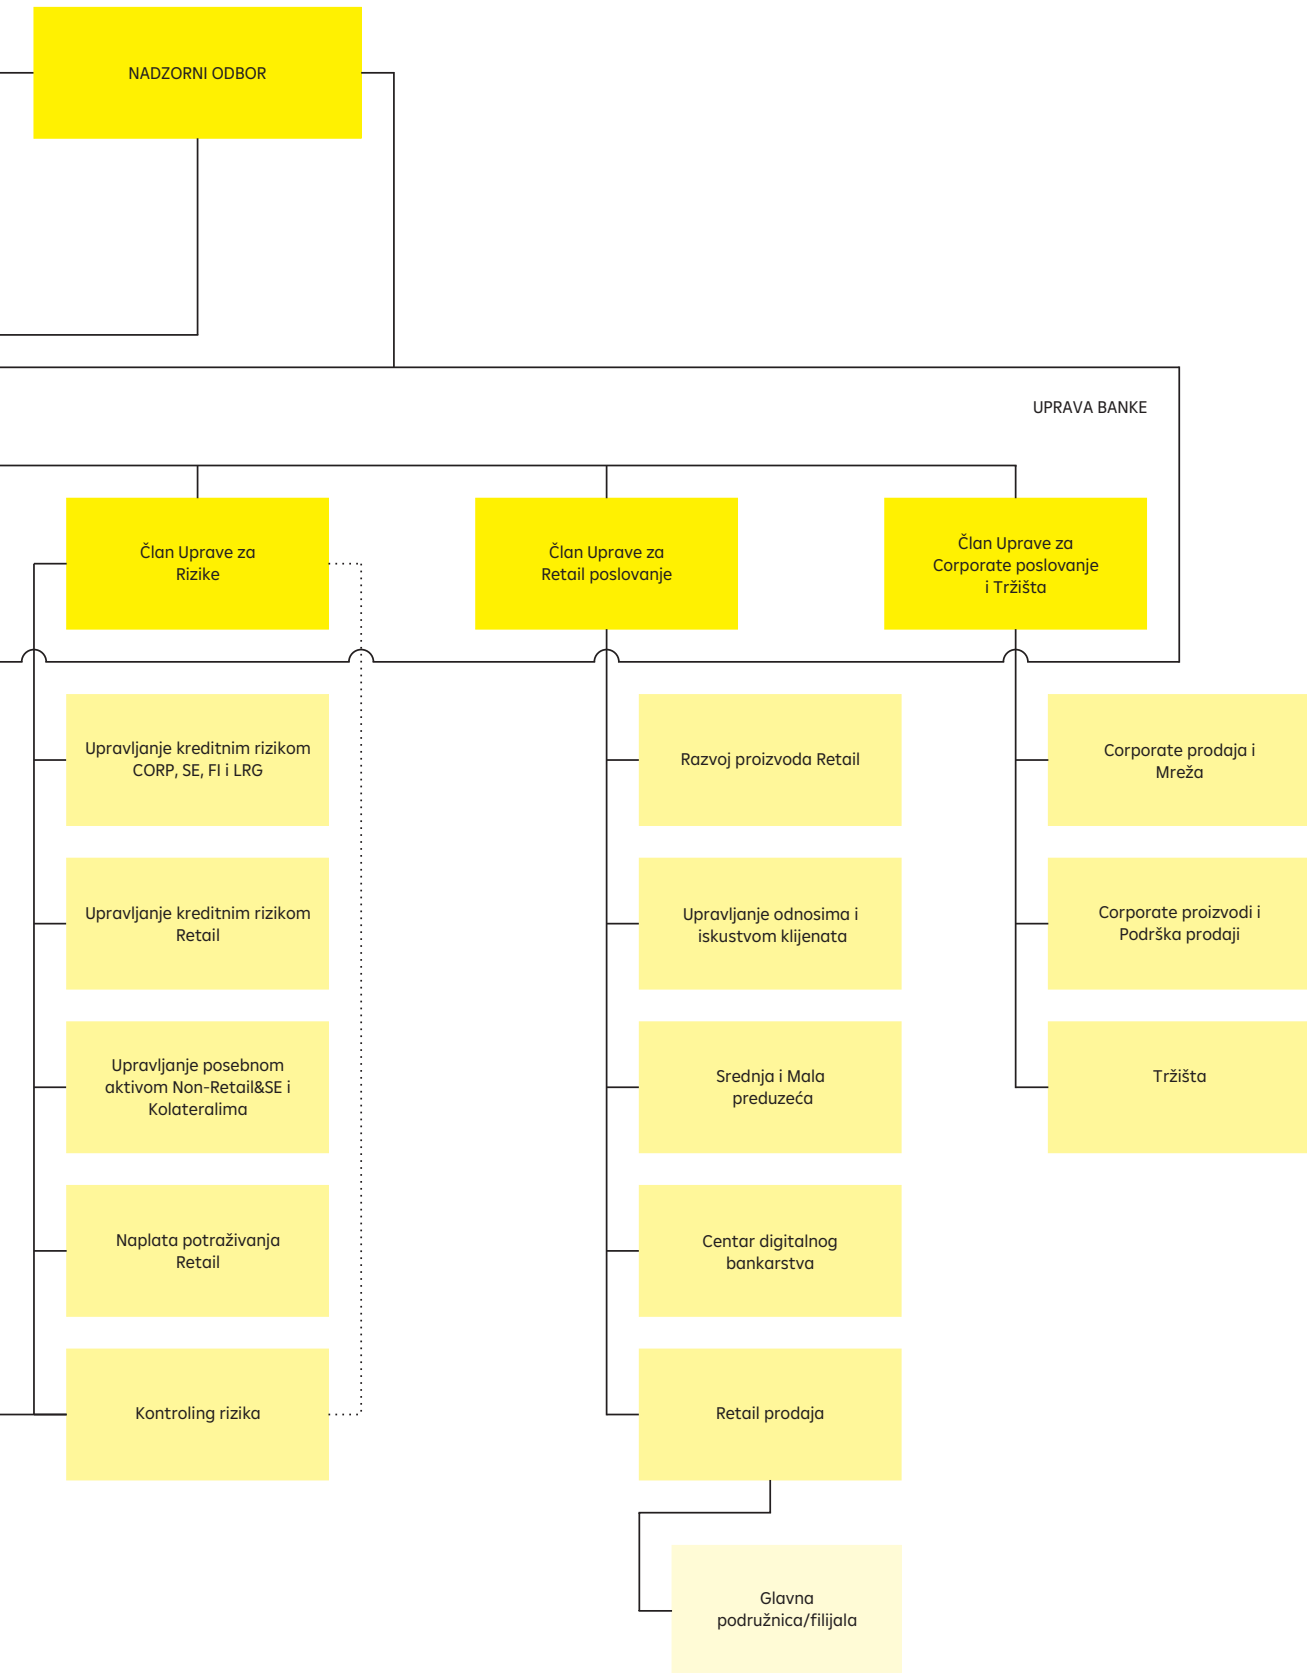 NADZORNI ODBOR
UPRAVA BANKE
Član Uprave za
Rizike
Član Uprave za
Retail poslovanje
Član Uprave za
Corporate poslovanje
i Tržišta
Upravljanje kreditnim rizikom
CORP, SE, FI i LRG
Upravljanje kreditnim rizikom
Retail
Upravljanje posebnom
aktivom Non-Retail&SE i
Kolateralima
Naplata potraživanja
Retail
Kontroling rizika
Razvoj proizvoda Retail
Upravljanje odnosima i
iskustvom klijenata
Srednja i Mala
preduzeća
Centar digitalnog
bankarstva
Retail prodaja
Glavna
podružnica/filijala
Corporate prodaja i
Mreža
Corporate proizvodi i
Podrška prodaji
Tržišta